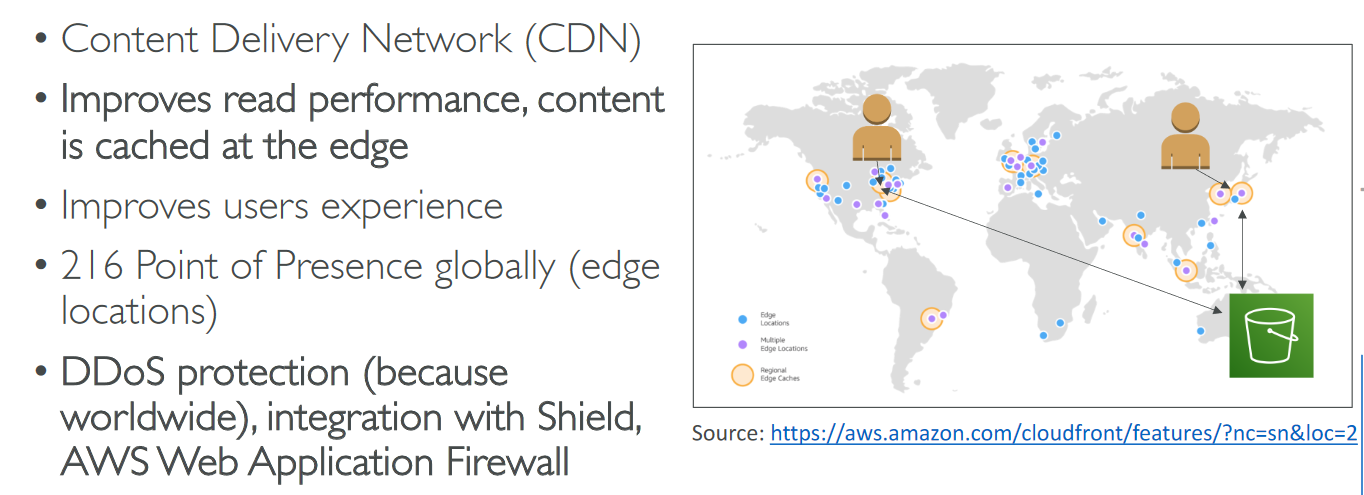 • Content Delivery Network (CDN)
• Improves read performance, content
is cached at the edge
• Improves users experience
• 216 Point of Presence globally (edge
locations)
• DDoS protection (because
worldwide), integration with Shield,
AWS Web Application Firewall
Edge
Locations
Multiple
Edge Locations
Regional
Edge Caches
Source: https://aws.amazon.com/cloudfront/features/?nc=sn&loc=2